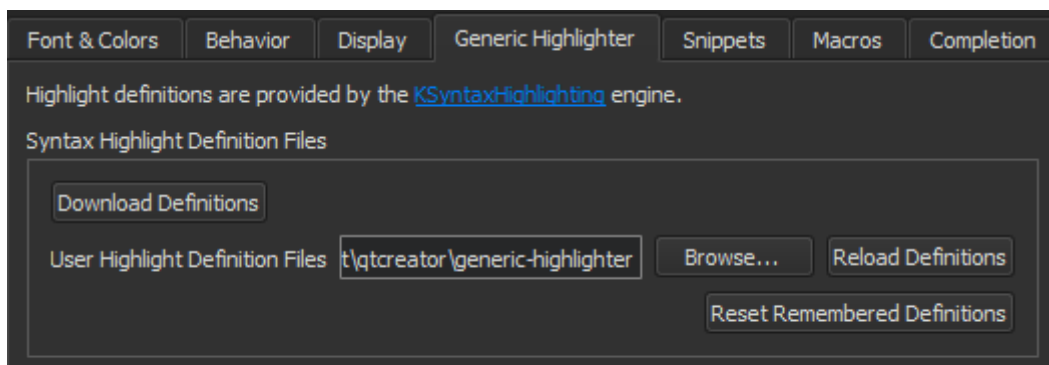 Font & Colors Behavior Display Generic Highlighter Snippets Macros Completion
Highlight definitions are provided by the KSyntaxHighlighting engine.
Syntax Highlight Definition Files
Download Definitions
User Highlight Definition Files t\qtcreator\generic-highlighter Browse... Reload Definitions
Reset Remembered Definitions